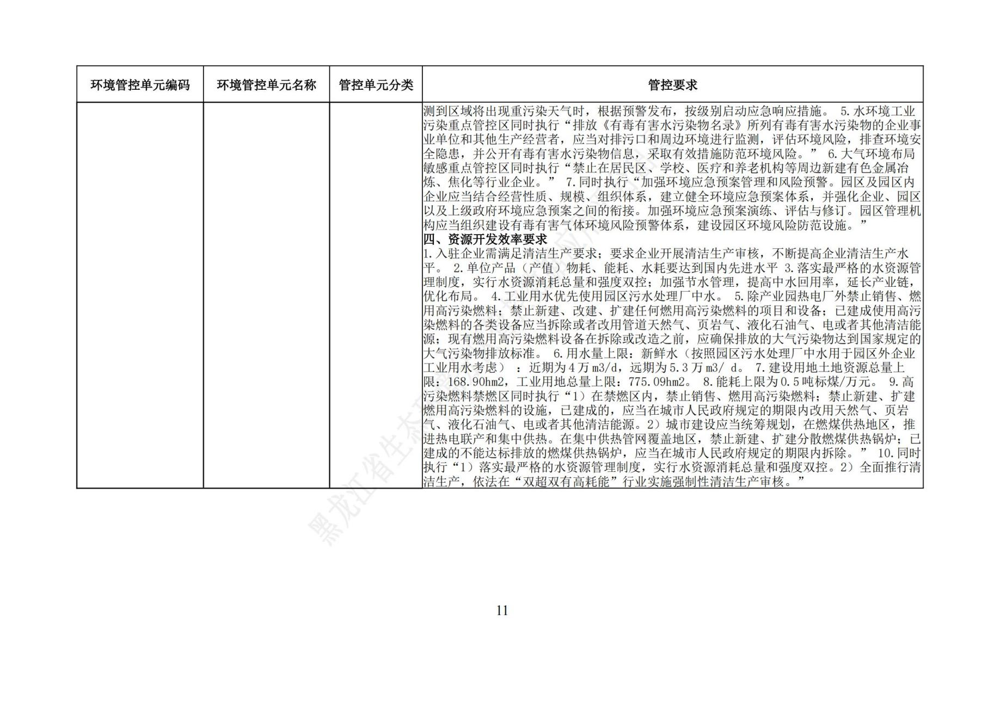 环境管控单元编码 环境管控单元名称 管控单元分类 管控要求
测到区域将出现重污染天气时，根据预警发布，按级别启动应急响应措施。 5.水环境工业
污染重点管控区同时执行“排放《有毒有害水污染物名录》所列有毒有害水污染物的企业事
业单位和其他生产经营者，应当对排污口和周边环境进行监测，评估环境风险，排查环境安
全隐患，并公开有毒有害水污染物信息，采取有效措施防范环境风险。” 6.大气环境布局
敏感重点管控区同时执行“禁止在居民区、学校、医疗和养老机构等周边新建有色金属冶
炼、焦化等行业企业。” 7.同时执行“加强环境应急预案管理和风险预警。园区及园区内
企业应当结合经营性质、规模、组织体系，建立健全环境应急预案体系，并强化企业、园区
以及上级政府环境应急预案之间的衔接。加强环境应急预案演练、评估与修订。园区管理机
构应当组织建设有毒有害气体环境风险预警体系，建设园区环境风险防范设施。”
四、资源开发效率要求
1.入驻企业需满足清洁生产要求；要求企业开展清洁生产审核，不断提高企业清洁生产水
平。 2.单位产品（产值）物耗、能耗、水耗要达到国内先进水平 3.落实最严格的水资源管
理制度，实行水资源消耗总量和强度双控；加强节水管理，提高中水回用率，延长产业链，
优化布局。 4.工业用水优先使用园区污水处理厂中水。 5.除产业园热电厂外禁止销售、燃
用高污染燃料；禁止新建、改建、扩建任何燃用高污染燃料的项目和设备；已建成使用高污
染燃料的各类设备应当拆除或者改用管道天然气、页岩气、液化石油气、电或者其他清洁能
源；现有燃用高污染燃料设备在拆除或改造之前，应确保排放的大气污染物达到国家规定的
大气污染物排放标准。 6.用水量上限：新鲜水（按照园区污水处理厂中水用于园区外企业
工业用水考虑）：近期为4万m3/d，远期为5.3万m3/ d。 7.建设用地土地资源总量上
限：168.90hm2，工业用地总量上限：775.09hm2。 8.能耗上限为0.5吨标煤/万元。 9.高
污染燃料禁燃区同时执行“1）在禁燃区内，禁止销售、燃用高污染燃料；禁止新建、扩建
燃用高污染燃料的设施，已建成的，应当在城市人民政府规定的期限内改用天然气、页岩
气、液化石油气、电或者其他清洁能源。2）城市建设应当统筹规划，在燃煤供热地区，推
进热电联产和集中供热。在集中供热管网覆盖地区，禁止新建、扩建分散燃煤供热锅炉；已
建成的不能达标排放的燃煤供热锅炉，应当在城市人民政府规定的期限内拆除。” 10.同时
执行“1）落实最严格的水资源管理制度，实行水资源消耗总量和强度双控。2）全面推行清
洁生产，依法在“双超双有高耗能”行业实施强制性清洁生产审核。”
黑龙江省生态环境
11